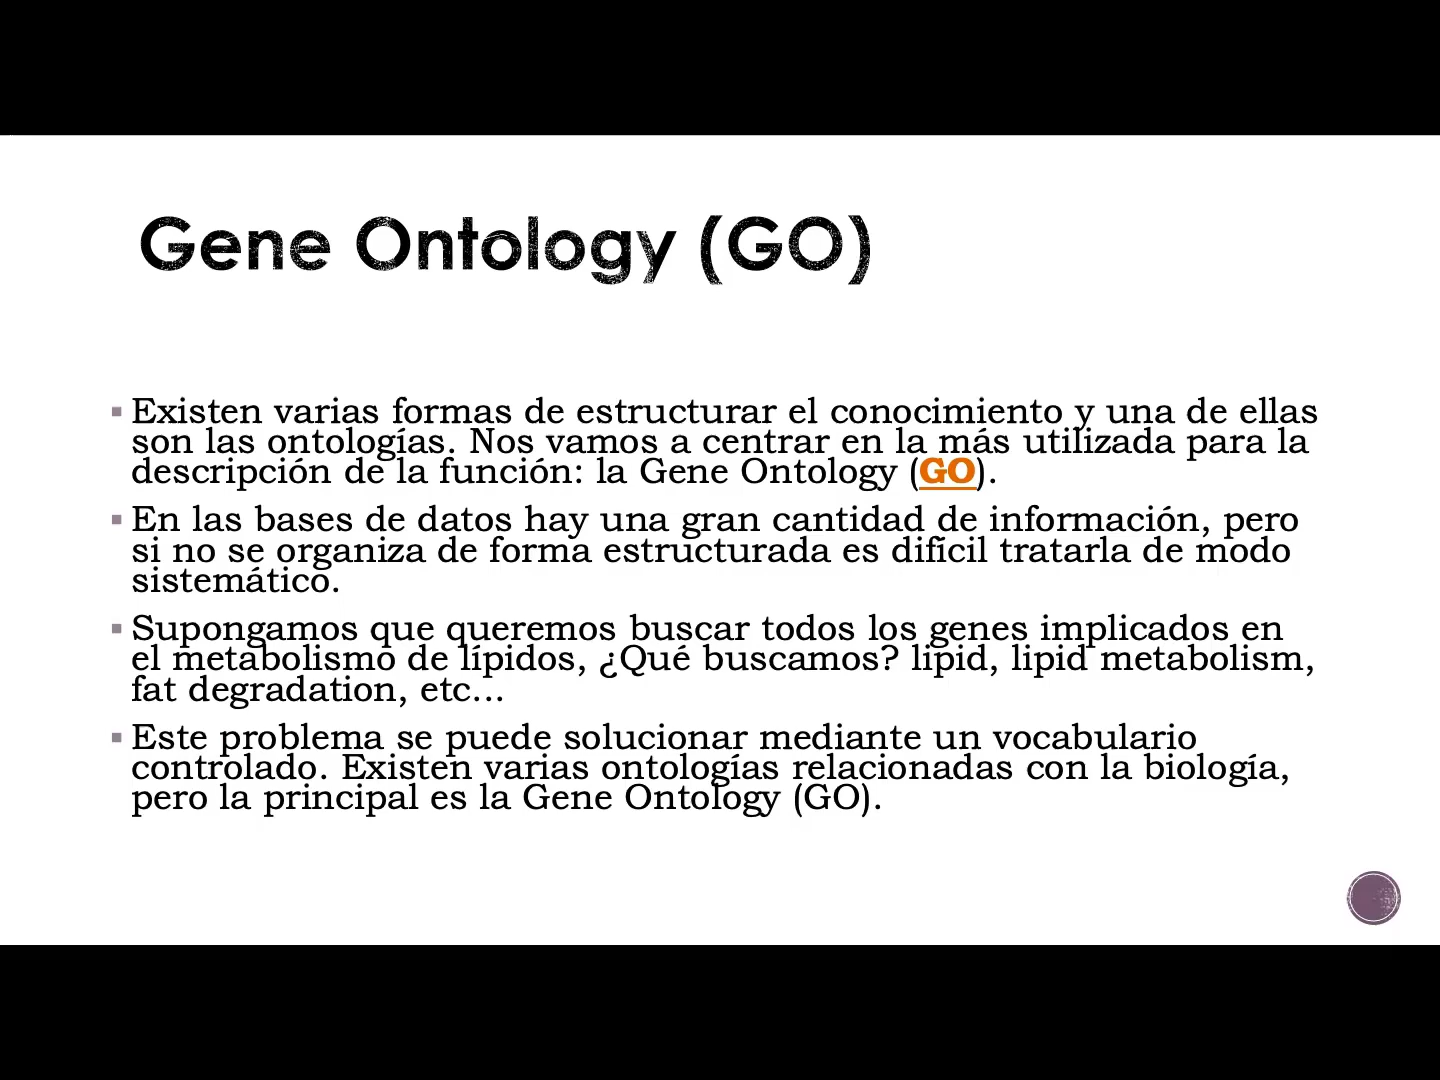 Gene Ontology (GO)
▪ Existen varias formas de estructurar el conocimiento y una de ellas
son las ontologías. Nos vamos a centrar en la más utilizada para la
descripción de la función: la Gene Ontology (GO).
▪ En las bases de datos hay una gran cantidad de información, pero
si no se organiza de forma estructurada es difícil tratarla de modo
sistemático.
▪ Supongamos que queremos buscar todos los genes implicados en
el metabolismo de lípidos, ¿Qué buscamos? lipid, lipid metabolism,
fat degradation, etc...
▪ Este problema se puede solucionar mediante un vocabulario
controlado. Existen varias ontologías relacionadas con la biología,
pero la principal es la Gene Ontology (GO).